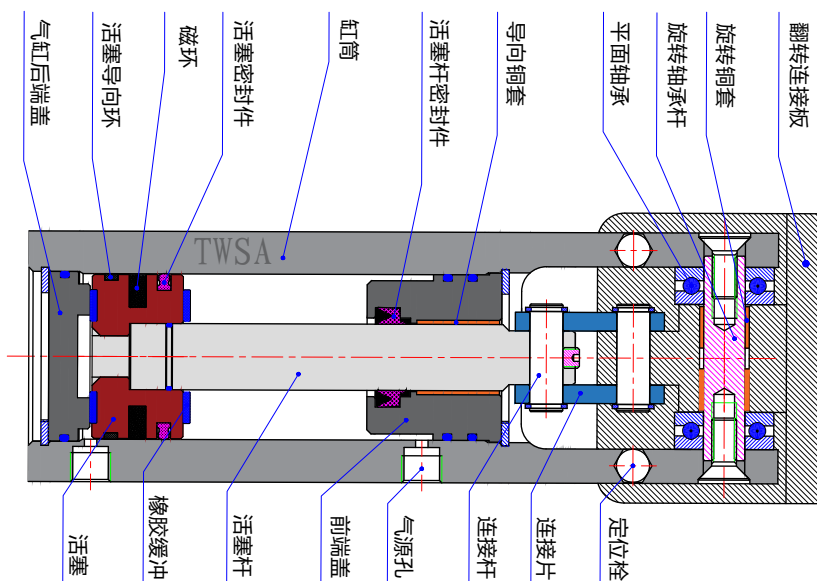 气缸后端盖
活塞导向环
磁环
活塞密封件
缸筒
活塞杆密封件
导向铜套
平面轴承
旋转轴承杆
旋转铜套
翻转连接板
TWSA
活塞
橡胶缓冲
活塞杆
前端盖
气源孔
连接杆
连接片
定位栓